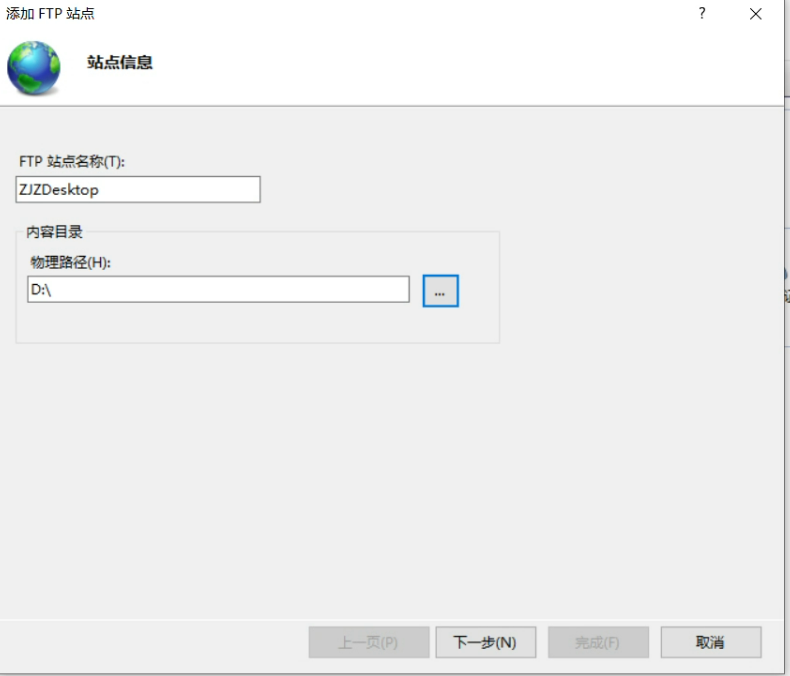 添加 FTP 站点
?
站点信息
FTP 站点名称(T):
ZJZDesktop
内容目录
物理路径(H):
D:\
...
上一页(P)
下一步(N)
完成(F)
取消